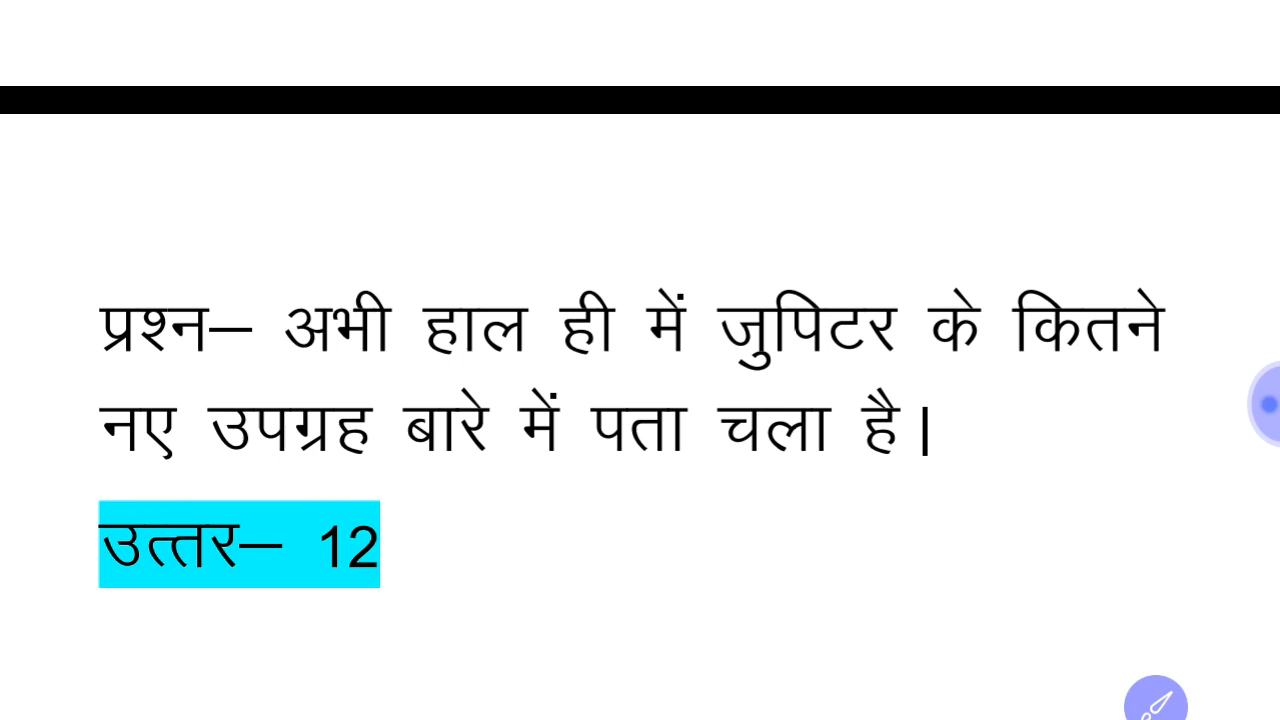 प्रश्न– अभी हाल ही में जुपिटर के कितने
नए उपग्रह बारे में पता चला है।
उत्तर– 12